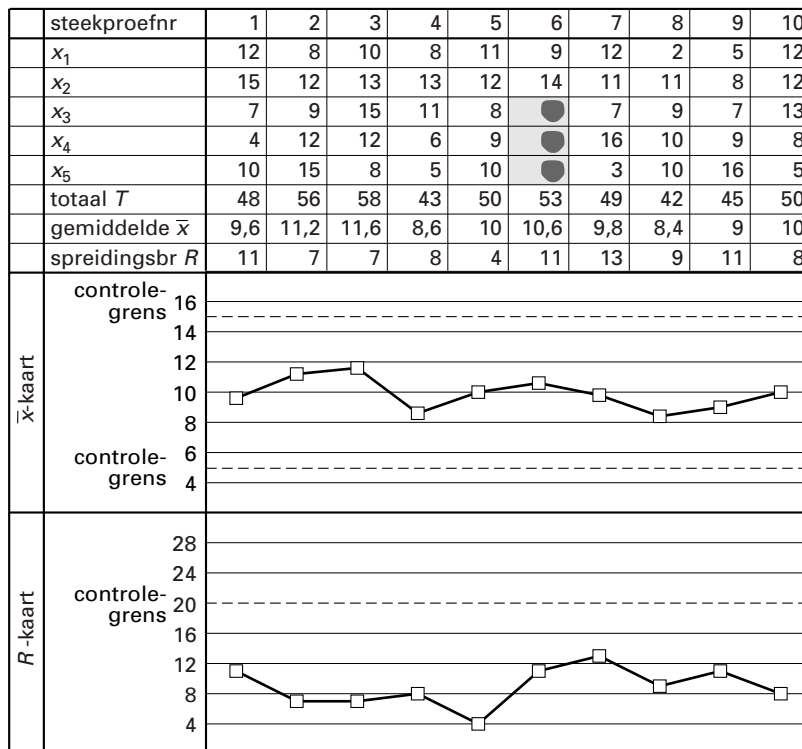 steekproefnr 1 2 3 4 5 6 7 8 9 10
x1 12 8 10 8 11 9 12 2 5 12
x2 15 12 13 13 12 14 11 11 8 12
x3 7 9 15 11 8 7 9 7 13
x4 4 12 12 6 9 16 10 9 8
x5 10 15 8 5 10 3 10 16 5
totaal T 48 56 58 43 50 53 49 42 45 50
gemiddelde x̅ 9,6 11,2 11,6 8,6 10 10,6 9,8 8,4 9 10
spreidingsbr R 11 7 7 8 4 11 13 9 11 8
x̅-kaart
controle-
grens
16
14
12
10
8
6
controle-
grens
4
R-kaart
28
24
controle-
grens
20
16
12
8
4